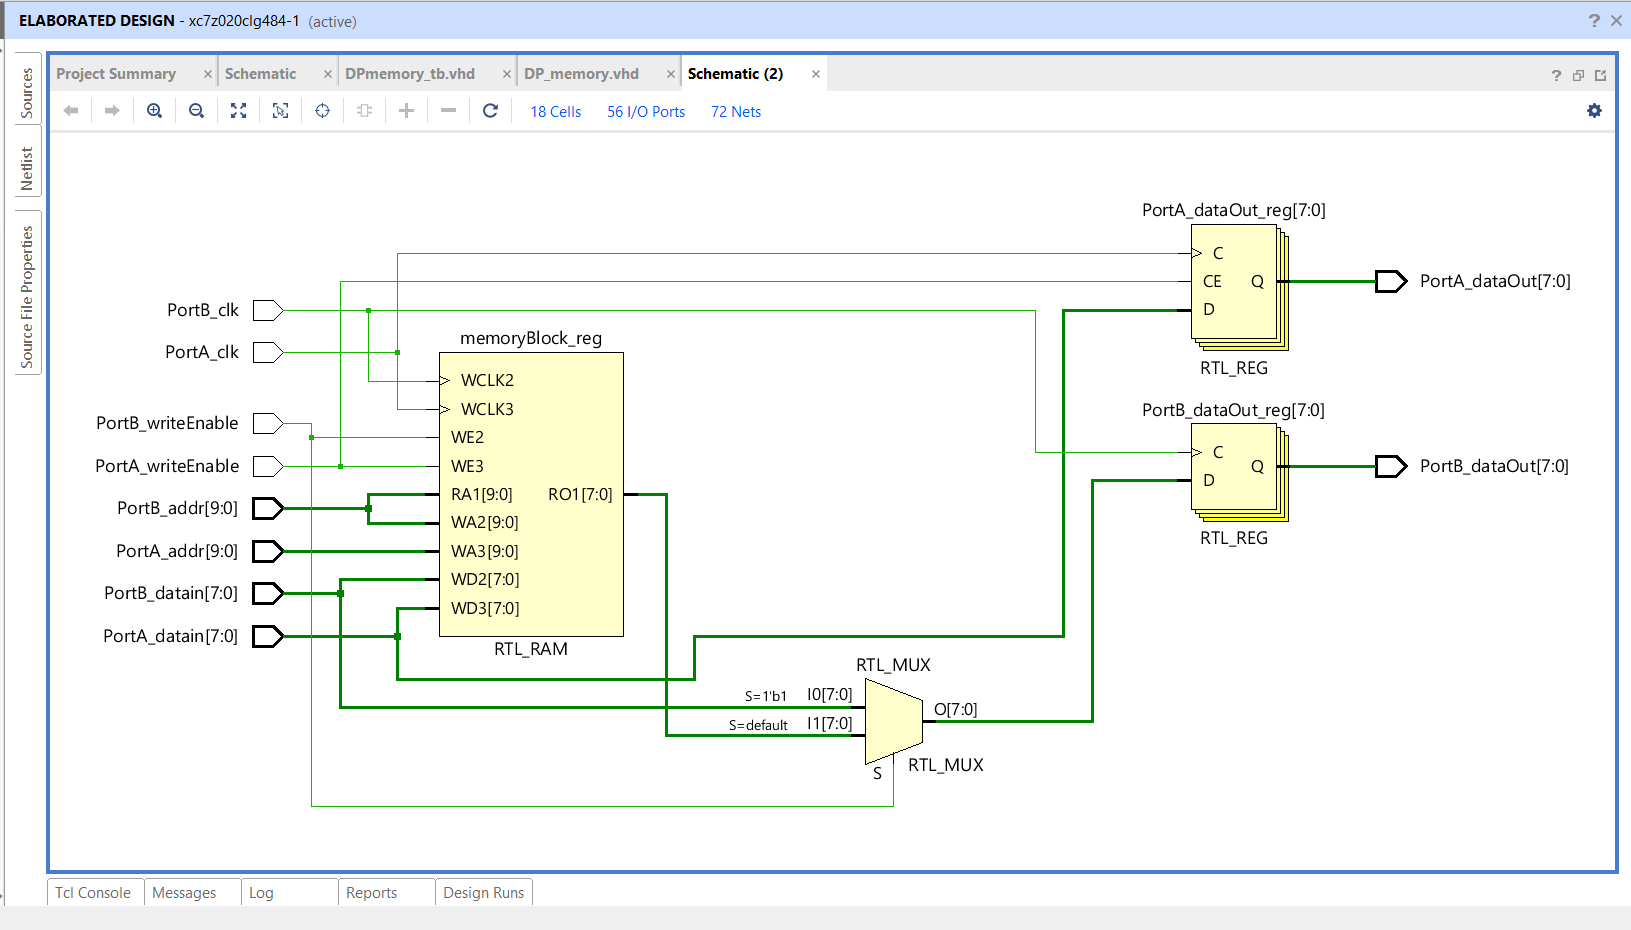 ELABORATED DESIGN - xc7z020clg484-1 (active)
? ×
Sources
Netlist
Source File Properties
Project Summary × Schematic × DPmemory_tb.vhd × DP_memory.vhd × Schematic (2) ×
?
18 Cells 56 I/O Ports 72 Nets
PortA_dataOut_reg[7:0]
C
CE Q PortA_dataOut[7:0]
D
RTL_REG
PortB_clk
PortA_clk
PortB_writeEnable
PortA_writeEnable
PortB_addr[9:0]
PortA_addr[9:0]
PortB_datain[7:0]
PortA_datain[7:0]
memoryBlock_reg
WCLK2
WCLK3
WE2
WE3
RA1[9:0] RO1[7:0]
WA2[9:0]
WA3[9:0]
WD2[7:0]
WD3[7:0]
RTL_RAM
PortB_dataOut_reg[7:0]
C
Q PortB_dataOut[7:0]
D
RTL_REG
RTL_MUX
S=1'b1 I0[7:0]
O[7:0]
S=default I1[7:0]
S RTL_MUX
Tcl Console Messages Log Reports Design Runs